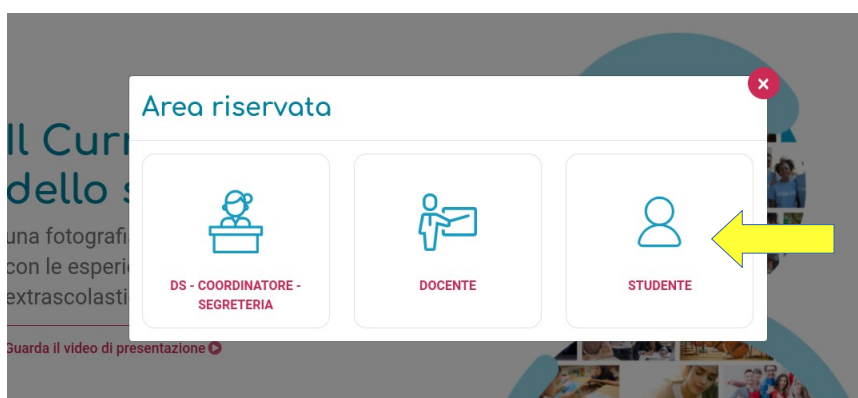 Area riservata
Il Curr
dello s
una fotografi
con le esperi
extrascolasti
DS - COORDINATORE -
SEGRETERIA
DOCENTE
STUDENTE
Guarda il video di presentazione